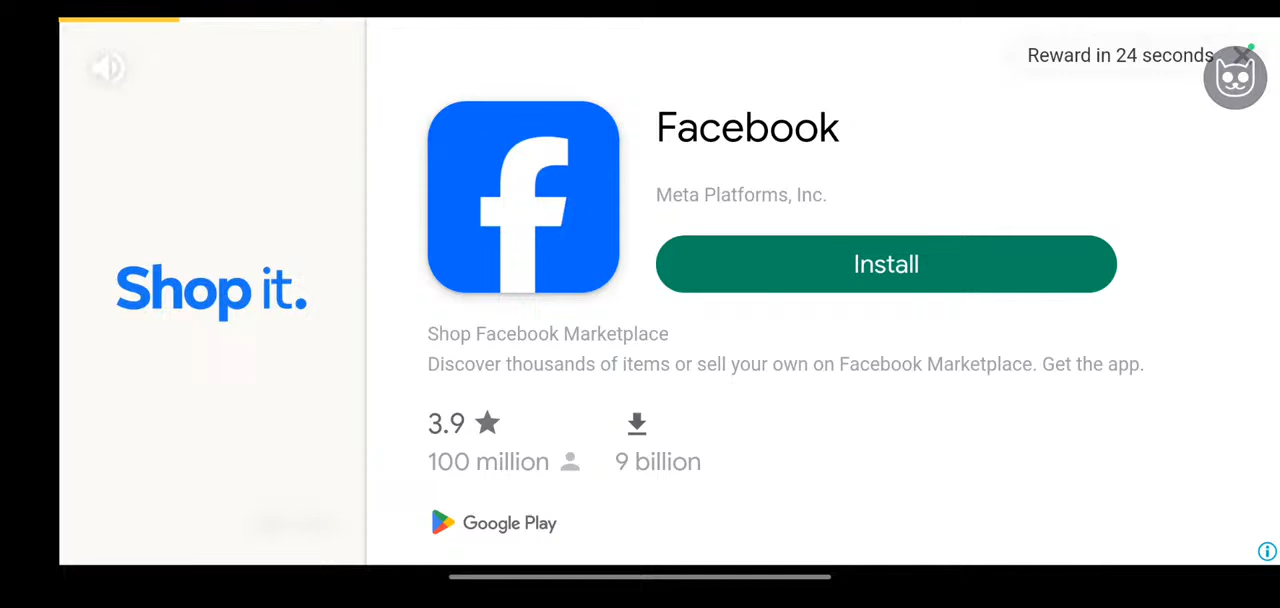 Reward in 24 seconds
Shop it.
Facebook
Meta Platforms, Inc.
Install
Shop Facebook Marketplace
Discover thousands of items or sell your own on Facebook Marketplace. Get the app.
3.9
100 million
9 billion
Google Play